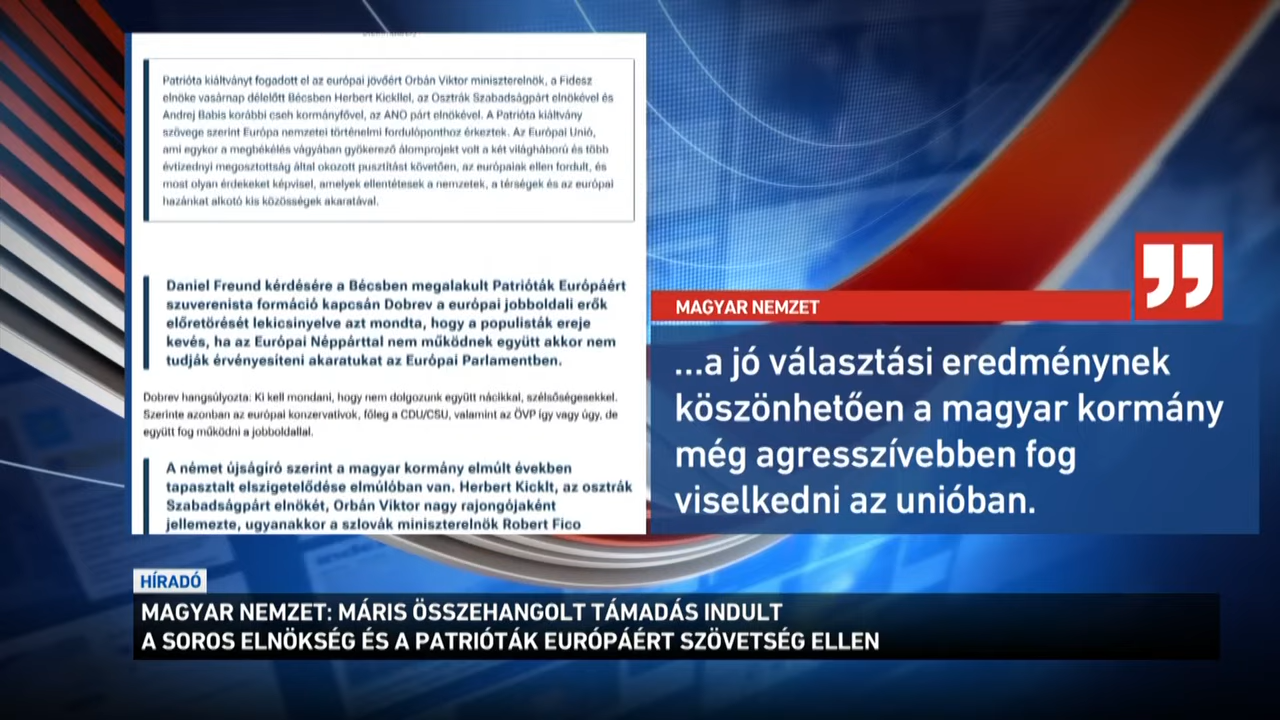 Patrióta kiáltványt fogadott el az európai jövőért Orbán Viktor miniszterelnök, a Fidesz
elnöke vasárnap délelőtt Bécsben Herbert Kickllel, az Osztrák Szabadságpárt elnökével és
Andrej Babis korábbi cseh kormányfővel, az ANO párt elnökével. A Patrióta kiáltvány
szövege szerint Európa nemzetei történelmi fordulóponthoz érkeztek. Az Európai Unió,
ami egykor a megbékélés vágyában gyökerező álomprojekt volt a két világháború és több
évtizednyi megosztottság által okozott pusztítást követően, az európaiak ellen fordult, és
most olyan érdekeket képvisel, amelyek ellentétesek a nemzetek, a térségek és az európai
hazánkat alkotó kis közösségek akaratával.
Daniel Freund kérdésére a Bécsben megalakult Patrióták Európáért
szuverenista formáció kapcsán Dobrev a európai jobboldali erők
előretörését lekicsinyelve azt mondta, hogy a populisták ereje
kevés, ha az Európai Néppárttal nem működnek együtt akkor nem
tudják érvényesíteni akaratukat az Európai Parlamentben.
Dobrev hangsúlyozta: Ki kell mondani, hogy nem dolgozunk együtt nácikkal, szélsőségesekkel.
Szerinte azonban az európai konzervatívok, főleg a CDU/CSU, valamint az ÖVP így vagy úgy, de
együtt fog működni a jobboldallal.
A német újságíró szerint a magyar kormány elmúlt években
tapasztalt elszigetelődése elmúlóban van. Herbert Kicklt, az osztrák
Szabadságpárt elnökét, Orbán Viktor nagy rajongójaként
jellemezte, ugyanakkor a szlovák miniszterelnök Robert Fico
MAGYAR NEMZET
...a jó választási eredménynek
köszönhetően a magyar kormány
még agresszívebben fog
viselkedni az unióban.
HÍRADÓ
MAGYAR NEMZET: MÁRIS ÖSSZEHANGOLT TÁMADÁS INDULT
A SOROS ELNÖKSÉG ÉS A PATRIÓTÁK EURÓPÁÉRT SZÖVETSÉG ELLEN